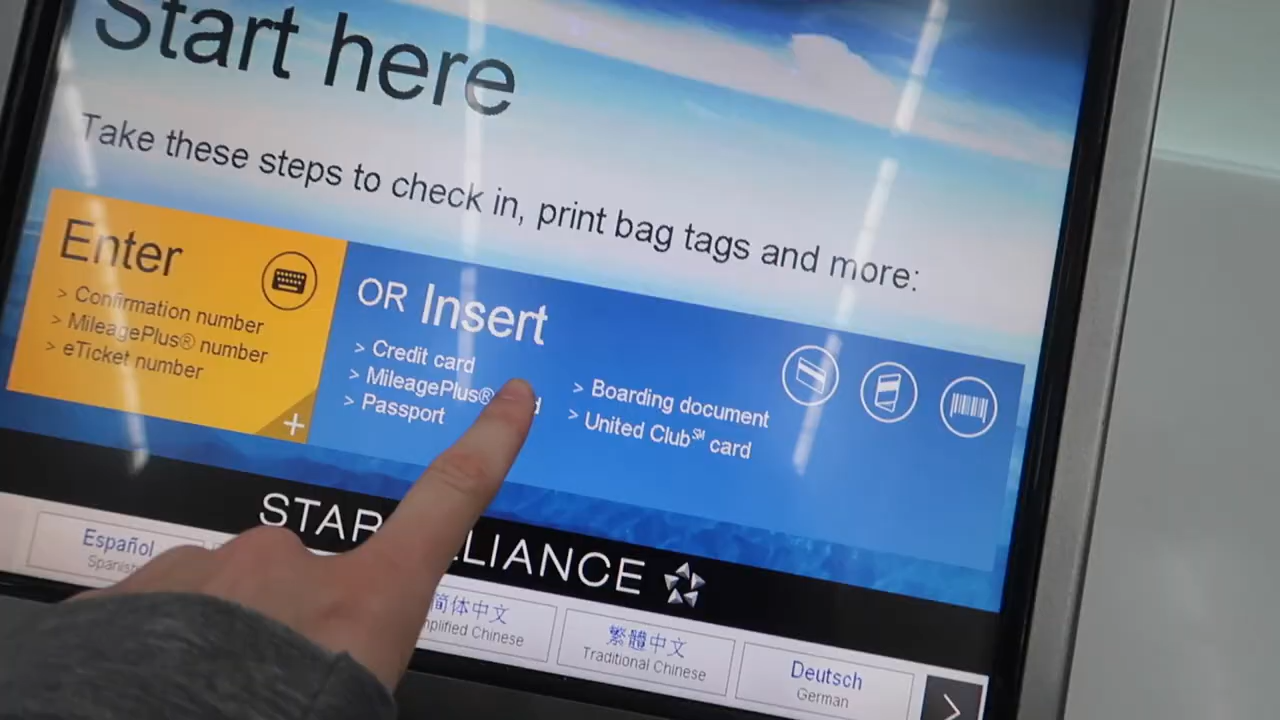 Start here
Take these steps to check in, print bag tags and more:
Enter
> Confirmation number
> MileagePlus® number
> eTicket number
+
OR Insert
> Credit card
> MileagePlus®
> Passport
> Boarding document
> United Club℠ card
STAR ALLIANCE
Español
Spanish
简体中文
Simplified Chinese
繁體中文
Traditional Chinese
Deutsch
German
>